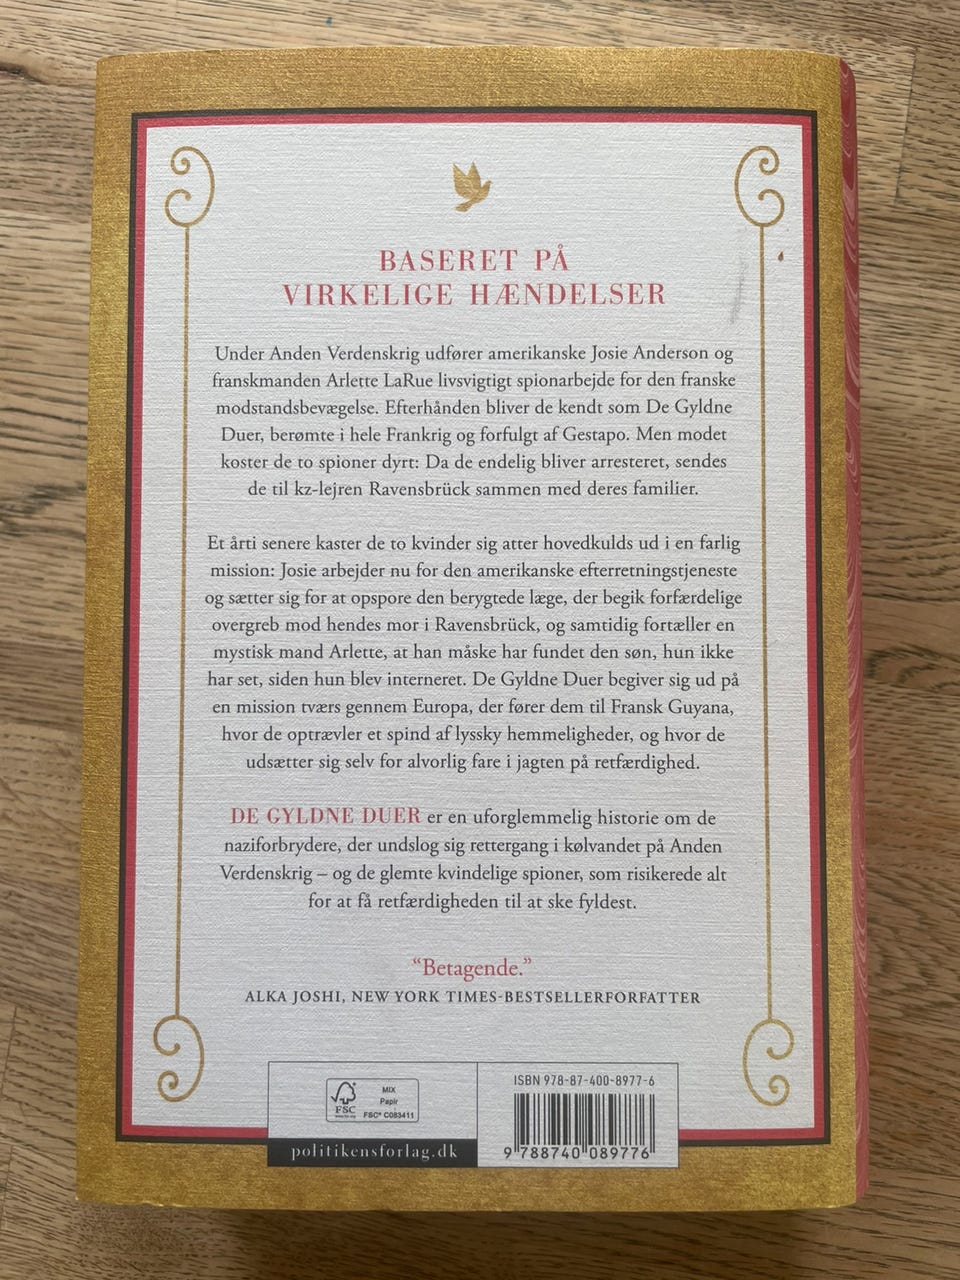 BASERET PÅ
VIRKELIGE HÆNDELSER
Under Anden Verdenskrig udfører amerikanske Josie Anderson og
franskmanden Arlette LaRue livsvigtigt spionarbejde for den franske
modstandsbevægelse. Efterhånden bliver de kendt som De Gyldne
Duer, berømte i hele Frankrig og forfulgt af Gestapo. Men modet
koster de to spioner dyrt: Da de endelig bliver arresteret, sendes
de til kz-lejren Ravensbrück sammen med deres familier.
Et årti senere kaster de to kvinder sig atter hovedkulds ud i en farlig
mission: Josie arbejder nu for den amerikanske efterretningstjeneste
og sætter sig for at opspore den berygtede læge, der begik forfærdelige
overgreb mod hendes mor i Ravensbrück, og samtidig fortæller en
mystisk mand Arlette, at han måske har fundet den søn, hun ikke
har set, siden hun blev interneret. De Gyldne Duer begiver sig ud på
en mission tværs gennem Europa, der fører dem til Fransk Guyana,
hvor de optrævler et spind af lyssky hemmeligheder, og hvor de
udsætter sig selv for alvorlig fare i jagten på retfærdighed.
DE GYLDNE DUER er en uforglemmelig historie om de
naziforbrydere, der undslog sig rettergang i kølvandet på Anden
Verdenskrig – og de glemte kvindelige spioner, som risikerede alt
for at få retfærdigheden til at ske fyldest.
“Betagende.”
ALKA JOSHI, NEW YORK TIMES-BESTSELLERFORFATTER
FSC
MIX
Papir
FSC® C083411
politikensforlag.dk
ISBN 978-87-400-8977-6
9 788740 089776